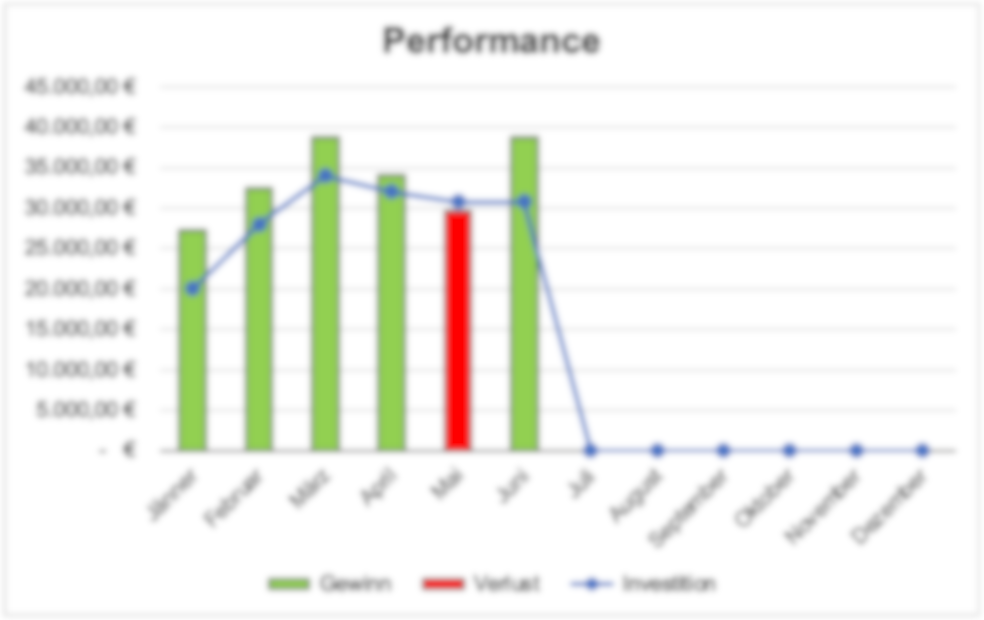 Performance
45.000,00 €
40.000,00 €
35.000,00 €
30.000,00 €
25.000,00 €
20.000,00 €
15.000,00 €
10.000,00 €
5.000,00 €
- €
Jänner
Februar
März
April
Mai
Juni
Juli
August
September
Oktober
November
Dezember
Gewinn
Verlust
Investition